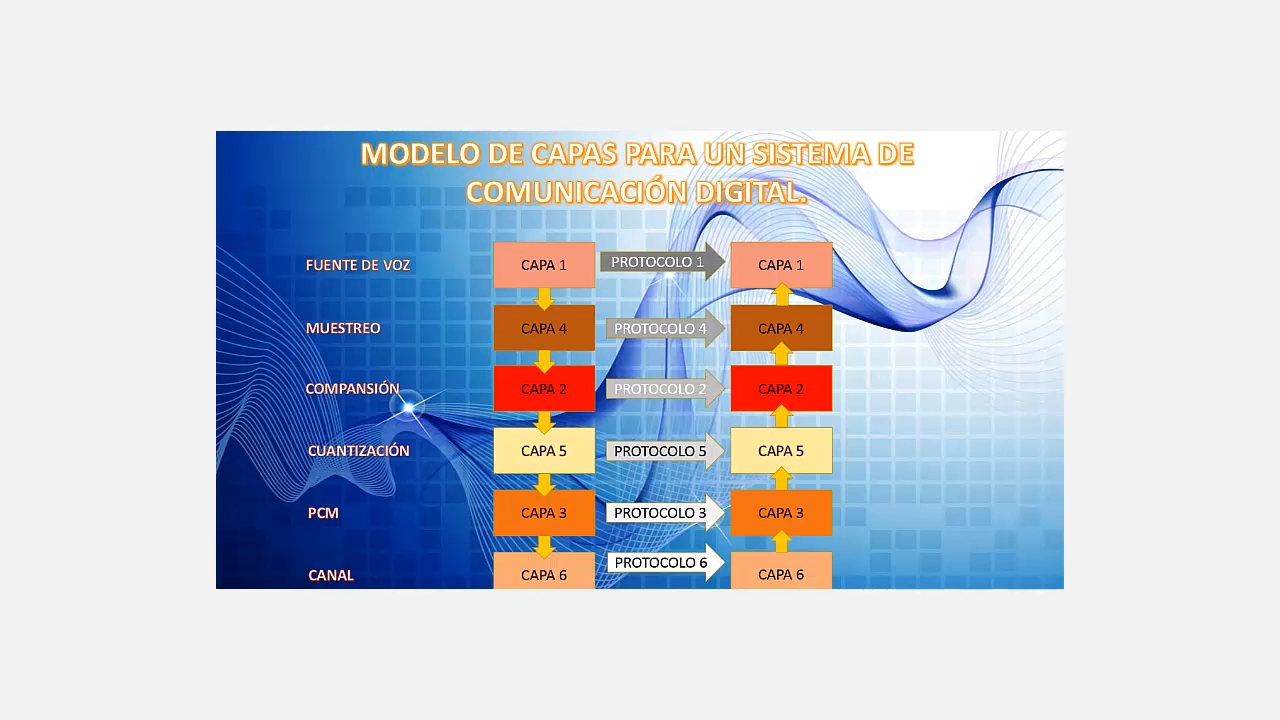 MODELO DE CAPAS PARA UN SISTEMA DE
COMUNICACIÓN DIGITAL.
FUENTE DE VOZ CAPA 1 PROTOCOLO 1 CAPA 1
MUESTREO CAPA 4 PROTOCOLO 4 CAPA 4
COMPANSIÓN CAPA 2 PROTOCOLO 2 CAPA 2
CUANTIZACIÓN CAPA 5 PROTOCOLO 5 CAPA 5
PCM CAPA 3 PROTOCOLO 3 CAPA 3
CANAL CAPA 6 PROTOCOLO 6 CAPA 6